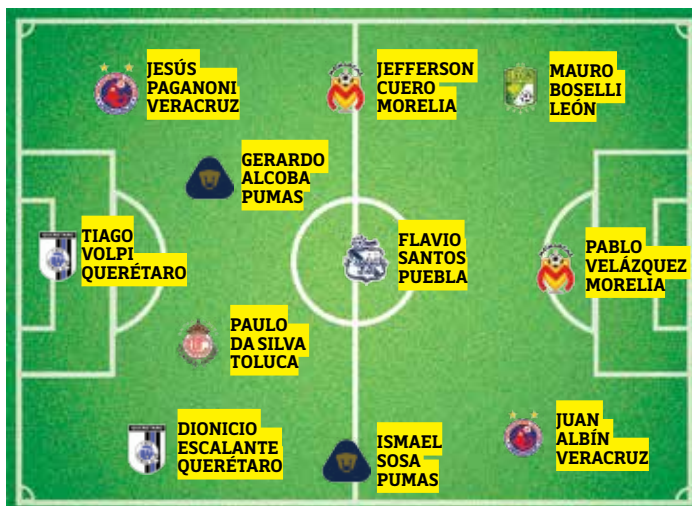 JESÚS
PAGANONI
VERACRUZ
JEFFERSON
CUERO
MORELIA
MAURO
BOSELLI
LEÓN
GERARDO
ALCOBA
PUMAS
TIAGO
VOLPI
QUERÉTARO
FLAVIO
SANTOS
PUEBLA
PABLO
VELÁZQUEZ
MORELIA
PAULO
DA SILVA
TOLUCA
DIONICIO
ESCALANTE
QUERÉTARO
ISMAEL
SOSA
PUMAS
JUAN
ALBÍN
VERACRUZ